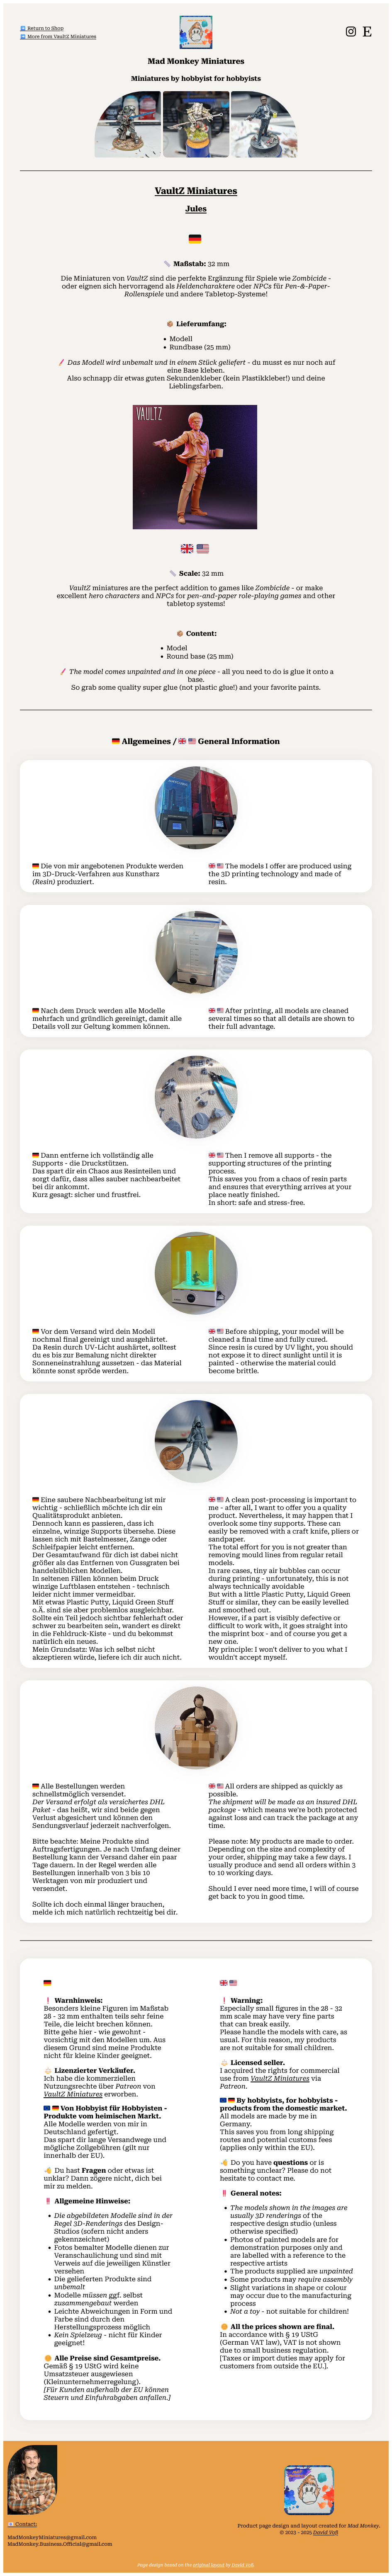 Return to Shop
More from VaultZ Miniatures
Mad Monkey Miniatures
Miniatures by hobbyist for hobbyists
VaultZ Miniatures
Jules
Maßstab: 32 mm
Die Miniaturen von VaultZ sind die perfekte Ergänzung für Spiele wie Zombicide -
oder eignen sich hervorragend als Heldencharaktere oder NPCs für Pen-&-Paper-
Rollenspiele und andere Tabletop-Systeme!
Lieferumfang:
• Modell
• Rundbase (25 mm)
Das Model wird unbemalt und in einem Stück geliefert - du musst es nur noch auf
eine Base kleben.
Also schnapp dir etwas guten Sekundenkleber (kein Plastikkleber!) und deine
Lieblingsfarben.
VAULTZ
Scale: 32 mm
VaultZ miniatures are the perfect addition to games like Zombicide - or make
excellent hero characters and NPCs for pen-and-paper role-playing games and other
tabletop systems!
Content:
• Model
• Round base (25 mm)
The model comes unpainted and in one piece - all you need to do is glue it onto a
base.
So grab some quality super glue (not plastic glue!) and your favorite paints.
Allgemeines / General Information
Die von mir angebotenen Produkte werden
im 3D-Druck-Verfahren aus Kunstharz
(Resin) produziert.
The models I offer are produced using
the 3D printing technology and made of
resin.
Nach dem Druck werden alle Modelle
mehrfach und gründlich gereinigt, damit alle
Details voll zur Geltung kommen können.
After printing, all models are cleaned
several times so that all details are shown to
their full advantage.
Dann entferne ich vollständig alle
Supports - die Druckstützen.
Das spart dir ein Chaos aus Resinteilen und
sorgt dafür, dass alles sauber nachbearbeitet
bei dir ankommt.
Kurz gesagt: sicher und frustfrei.
Then I remove all supports - the
supporting structures of the printing
process.
This saves you from a chaos of resin parts
and ensures that everything arrives at your
place neatly finished.
In short: safe and stress-free.
Vor dem Versand wird dein Modell
nochmal final gereinigt und ausgehärtet.
Da Resin durch UV-Licht aushärtet, solltest
du es bis zur Bemalung nicht direkter
Sonneneinstrahlung aussetzen - das Material
könnte sonst spröde werden.
Before shipping, your model will be
cleaned a final time and fully cured.
Since resin is cured by UV light, you should
not expose it to direct sunlight until it is
painted - otherwise the material could
become brittle.
Eine saubere Nachbearbeitung ist mir
wichtig - schließlich möchte ich dir ein
Qualitätsprodukt anbieten.
Dennoch kann es passieren, dass ich
einzelne, winzige Supports übersehe. Diese
lassen sich mit Bastelmesser, Zange oder
Schleifpapier leicht entfernen.
Der Gesamtaufwand für dich ist dabei nicht
größer als das Entfernen von Gussgraten bei
handelsüblichen Modellen.
In seltenen Fällen können beim Druck
winzige Luftblasen entstehen - technisch
leider nicht immer vermeidbar.
Mit etwas Plastic Putty, Liquid Green Stuff
o.Ä. sind sie aber problemlos ausgleichbar.
Sollte ein Teil jedoch sichtbar fehlerhaft oder
schwer zu bearbeiten sein, wandert es direkt
in die Fehldruck-Kiste - und du bekommst
natürlich ein neues.
Mein Grundsatz: Was ich selbst nicht
akzeptieren würde, liefere ich dir auch nicht.
A clean post-processing is important to
me - after all, I want to offer you a quality
product. Nevertheless, it may happen that I
overlook some tiny supports. These can
easily be removed with a craft knife, pliers or
sandpaper.
The total effort for you is not greater than
removing mould lines from regular retail
models.
In rare cases, tiny air bubbles can occur
during printing - unfortunately, this is not
always technically avoidable
But with a little Plastic Putty, Liquid Green
Stuff or similar, they can be easily levelled
and smoothed out.
However, if a part is visibly defective or
difficult to work with, it goes straight into
the misprint box - and of course you get a
new one.
My principle: I won't deliver to you what I
wouldn't accept myself.
Alle Bestellungen werden
schnellstmöglich versendet.
Der Versand erfolgt als versichertes DHL
Paket - das heißt, wir sind beide gegen
Verlust abgesichert und können den
Sendungsverlauf jederzeit nachverfolgen.
Bitte beachte: Meine Produkte sind
Auftragsfertigungen. Je nach Umfang deiner
Bestellung kann der Versand daher ein paar
Tage dauern. In der Regel werden alle
Bestellungen innerhalb von 3 bis 10
Werktagen von mir produziert und
versendet.
Sollte ich doch einmal länger brauchen,
melde ich mich natürlich rechtzeitig bei dir.
All orders are shipped as quickly as
possible.
The shipment will be made as an insured DHL
package - which means we're both protected
against loss and can track the package at any
time.
Please note: My products are made to order.
Depending on the size and complexity of
your order, shipping may take a few days. I
usually produce and send all orders within 3
to 10 working days.
Should I ever need more time, I will of course
get back to you in good time.
Warnhinweis:
Besonders kleine Figuren im Maßstab
28 - 32 mm enthalten teils sehr feine
Teile, die leicht brechen können.
Bitte gehe hier - wie gewohnt -
vorsichtig mit den Modellen um. Aus
diesem Grund sind meine Produkte
nicht für kleine Kinder geeignet.
Lizenzierter Verkäufer.
Ich habe die kommerziellen
Nutzungsrechte über Patreon von
VaultZ Miniatures erworben.
Von Hobbyist für Hobbyisten -
Produkte vom heimischen Markt.
Alle Modelle werden von mir in
Deutschland gefertigt.
Das spart dir lange Versandwege und
mögliche Zollgebühren (gilt nur
innerhalb der EU).
Du hast Fragen oder etwas ist
unklar? Dann zögere nicht, dich bei
mir zu melden.
Allgemeine Hinweise:
• Die abgebildeten Modelle sind in der
Regel 3D-Renderings des Design-
Studios (sofern nicht anders
gekennzeichnet)
• Fotos bemalter Modelle dienen zur
Veranschaulichung und sind mit
Verweis auf die jeweiligen Künstler
versehen
• Die gelieferten Produkte sind
unbemalt
• Modelle müssen ggf. selbst
zusammengebaut werden
• Leichte Abweichungen in Form und
Farbe sind durch den
Herstellungsprozess möglich
• Kein Spielzeug - nicht für Kinder
geeignet!
Alle Preise sind Gesamtpreise.
Gemäß § 19 UStG wird keine
Umsatzsteuer ausgewiesen
(Kleinunternehmerregelung).
[Für Kunden außerhalb der EU können
Steuern und Einfuhrabgaben anfallen.]
Warning:
Especially small figures in the 28 - 32
mm scale may have very fine parts
that can break easily.
Please handle the models with care, as
usual. For this reason, my products
are not suitable for small children.
Licensed seller.
I acquired the rights for commercial
use from VaultZ Miniatures via
Patreon.
By hobbyists, for hobbyists -
products from the domestic market.
All models are made by me in
Germany.
This saves you from long shipping
routes and potential customs fees
(applies only within the EU).
Do you have questions or is
something unclear? Please do not
hesitate to contact me.
General notes:
• The models shown in the images are
usually 3D renderings of the
respective design studio (unless
otherwise specified)
• Photos of painted models are for
demonstration purposes only and
are labelled with a reference to the
respective artists
• The products supplied are unpainted
• Some products may require assembly
• Slight variations in shape or colour
may occur due to the manufacturing
process
• Not a toy - not suitable for children!
All the prices shown are final.
In accordance with § 19 UStG
(German VAT law), VAT is not shown
due to small business regulation.
[Taxes or import duties may apply for
customers from outside the EU.].
Contact:
MadMonkeyMiniatures@gmail.com
MadMonkey.Business.Official@gmail.com
Product page design and layout created for Mad Monkey.
© 2023 - 2025 David Voß
Page design based on the original layout by David Voß